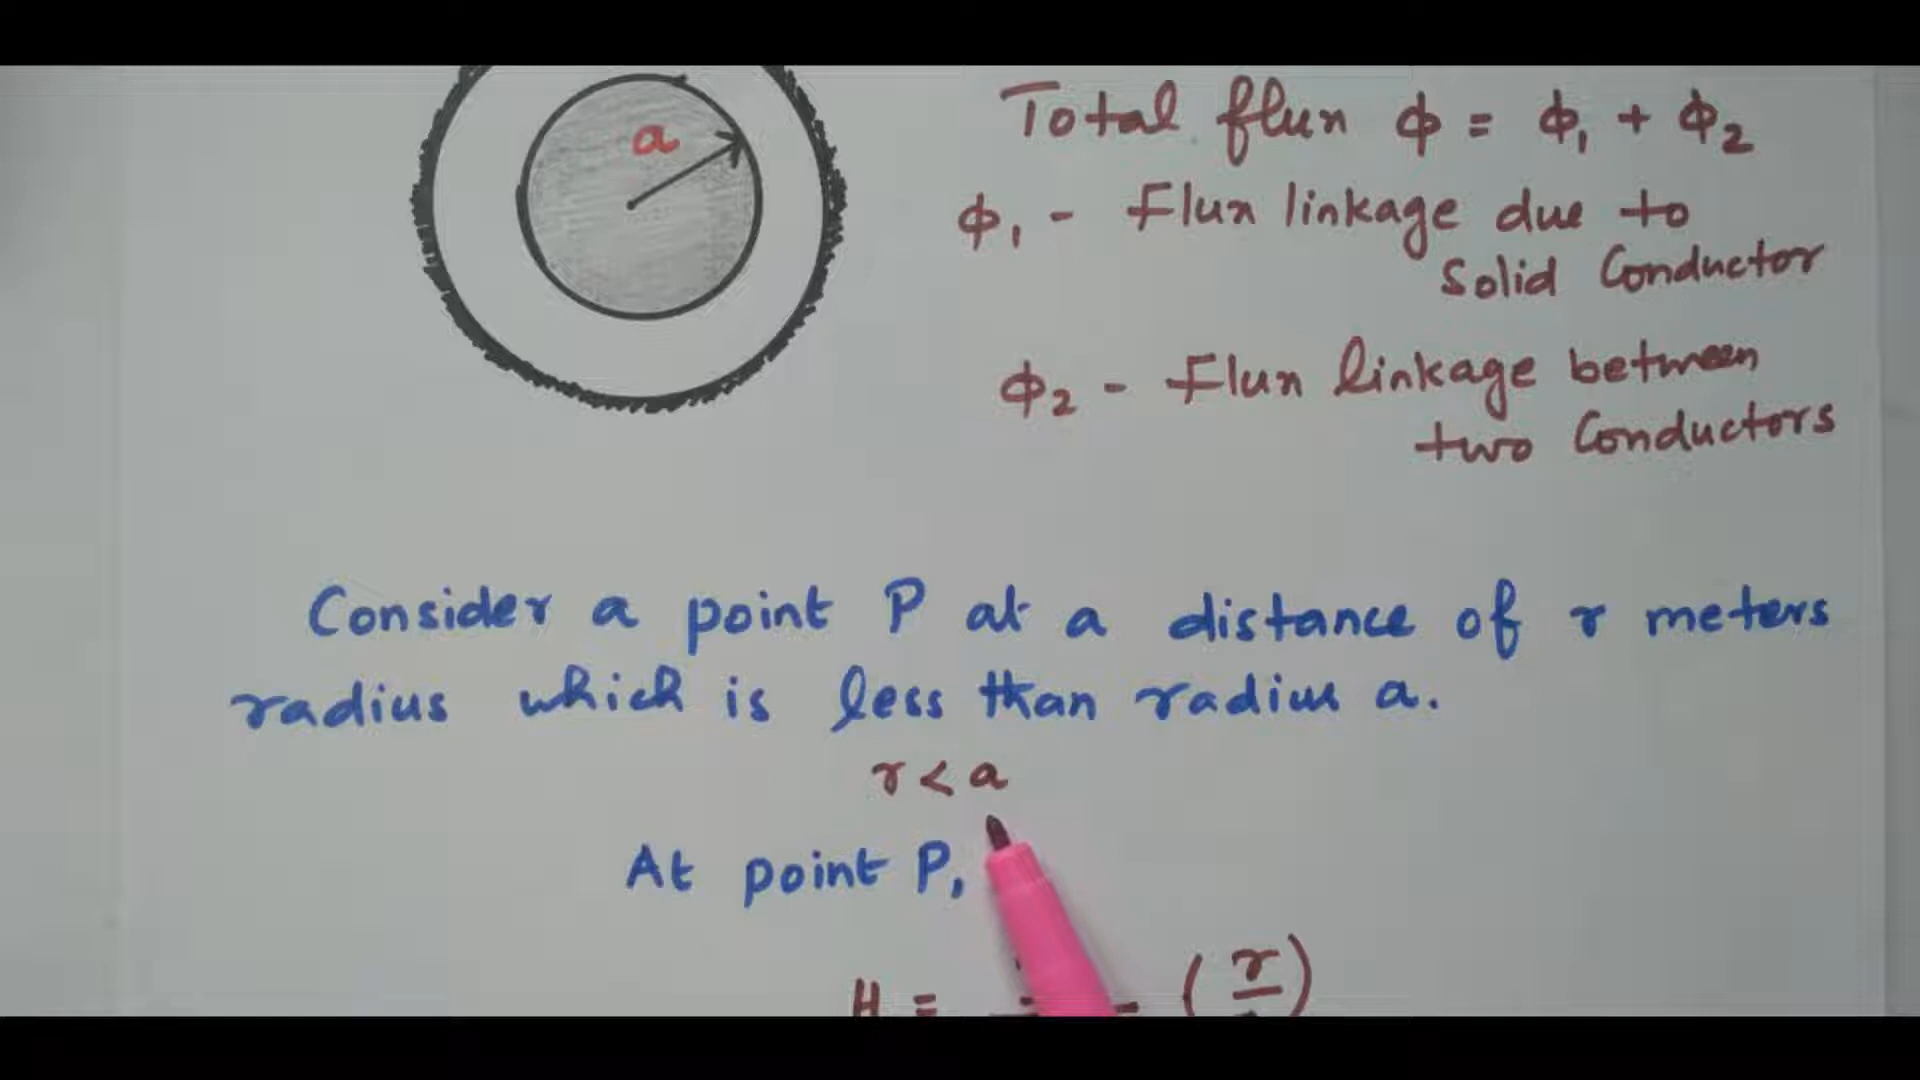 a
Total flux ϕ = ϕ₁ + ϕ₂
ϕ₁ - Flux linkage due to
Solid Conductor
ϕ₂ - Flux linkage between
two Conductors
Consider a point P at a distance of r meters
radius which is less than radius a.
r < a
At point P,
H =
(r